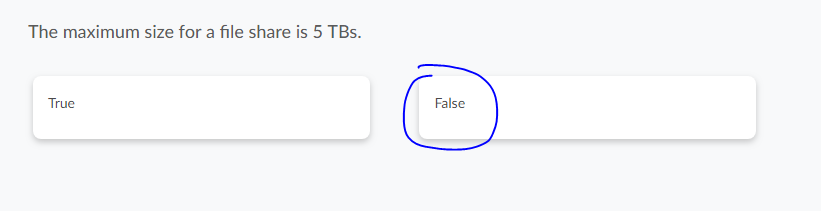 The maximum size for a file share is 5 TBs.
True
False